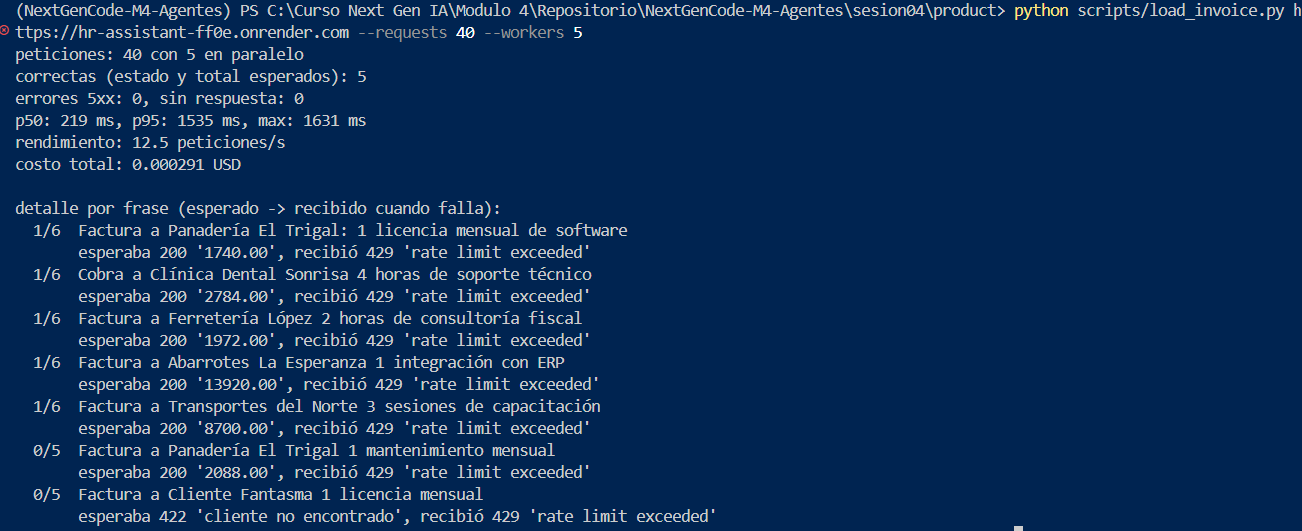 (NextGenCode-M4-Agentes) PS C:\Curso Next Gen IA\Modulo 4\Repositorio\NextGenCode-M4-Agentes\sesion04\product> python scripts/load_invoice.py h
ttps://hr-assistant-ff0e.onrender.com --requests 40 --workers 5
peticiones: 40 con 5 en paralelo
correctas (estado y total esperados): 5
errores 5xx: 0, sin respuesta: 0
p50: 219 ms, p95: 1535 ms, max: 1631 ms
rendimiento: 12.5 peticiones/s
costo total: 0.000291 USD
detalle por frase (esperado -> recibido cuando falla):
1/6  Factura a Panadería El Trigal: 1 licencia mensual de software
esperaba 200 '1740.00', recibió 429 'rate limit exceeded'
1/6  Cobra a Clínica Dental Sonrisa 4 horas de soporte técnico
esperaba 200 '2784.00', recibió 429 'rate limit exceeded'
1/6  Factura a Ferretería López 2 horas de consultoría fiscal
esperaba 200 '1972.00', recibió 429 'rate limit exceeded'
1/6  Factura a Abarrotes La Esperanza 1 integración con ERP
esperaba 200 '13920.00', recibió 429 'rate limit exceeded'
1/6  Factura a Transportes del Norte 3 sesiones de capacitación
esperaba 200 '8700.00', recibió 429 'rate limit exceeded'
0/5  Factura a Panadería El Trigal 1 mantenimiento mensual
esperaba 200 '2088.00', recibió 429 'rate limit exceeded'
0/5  Factura a Cliente Fantasma 1 licencia mensual
esperaba 422 'cliente no encontrado', recibió 429 'rate limit exceeded'